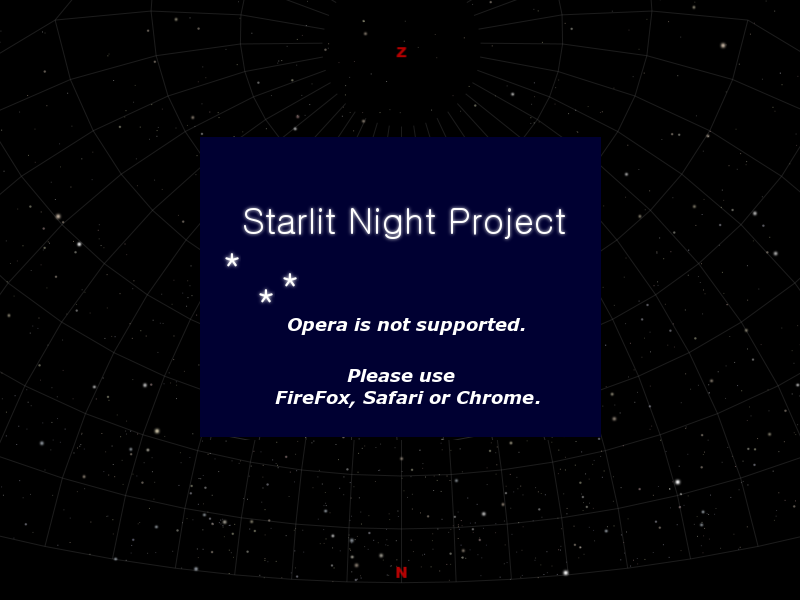 Z
Starlit Night Project
* * *
Opera is not supported.
Please use
FireFox, Safari or Chrome.
N